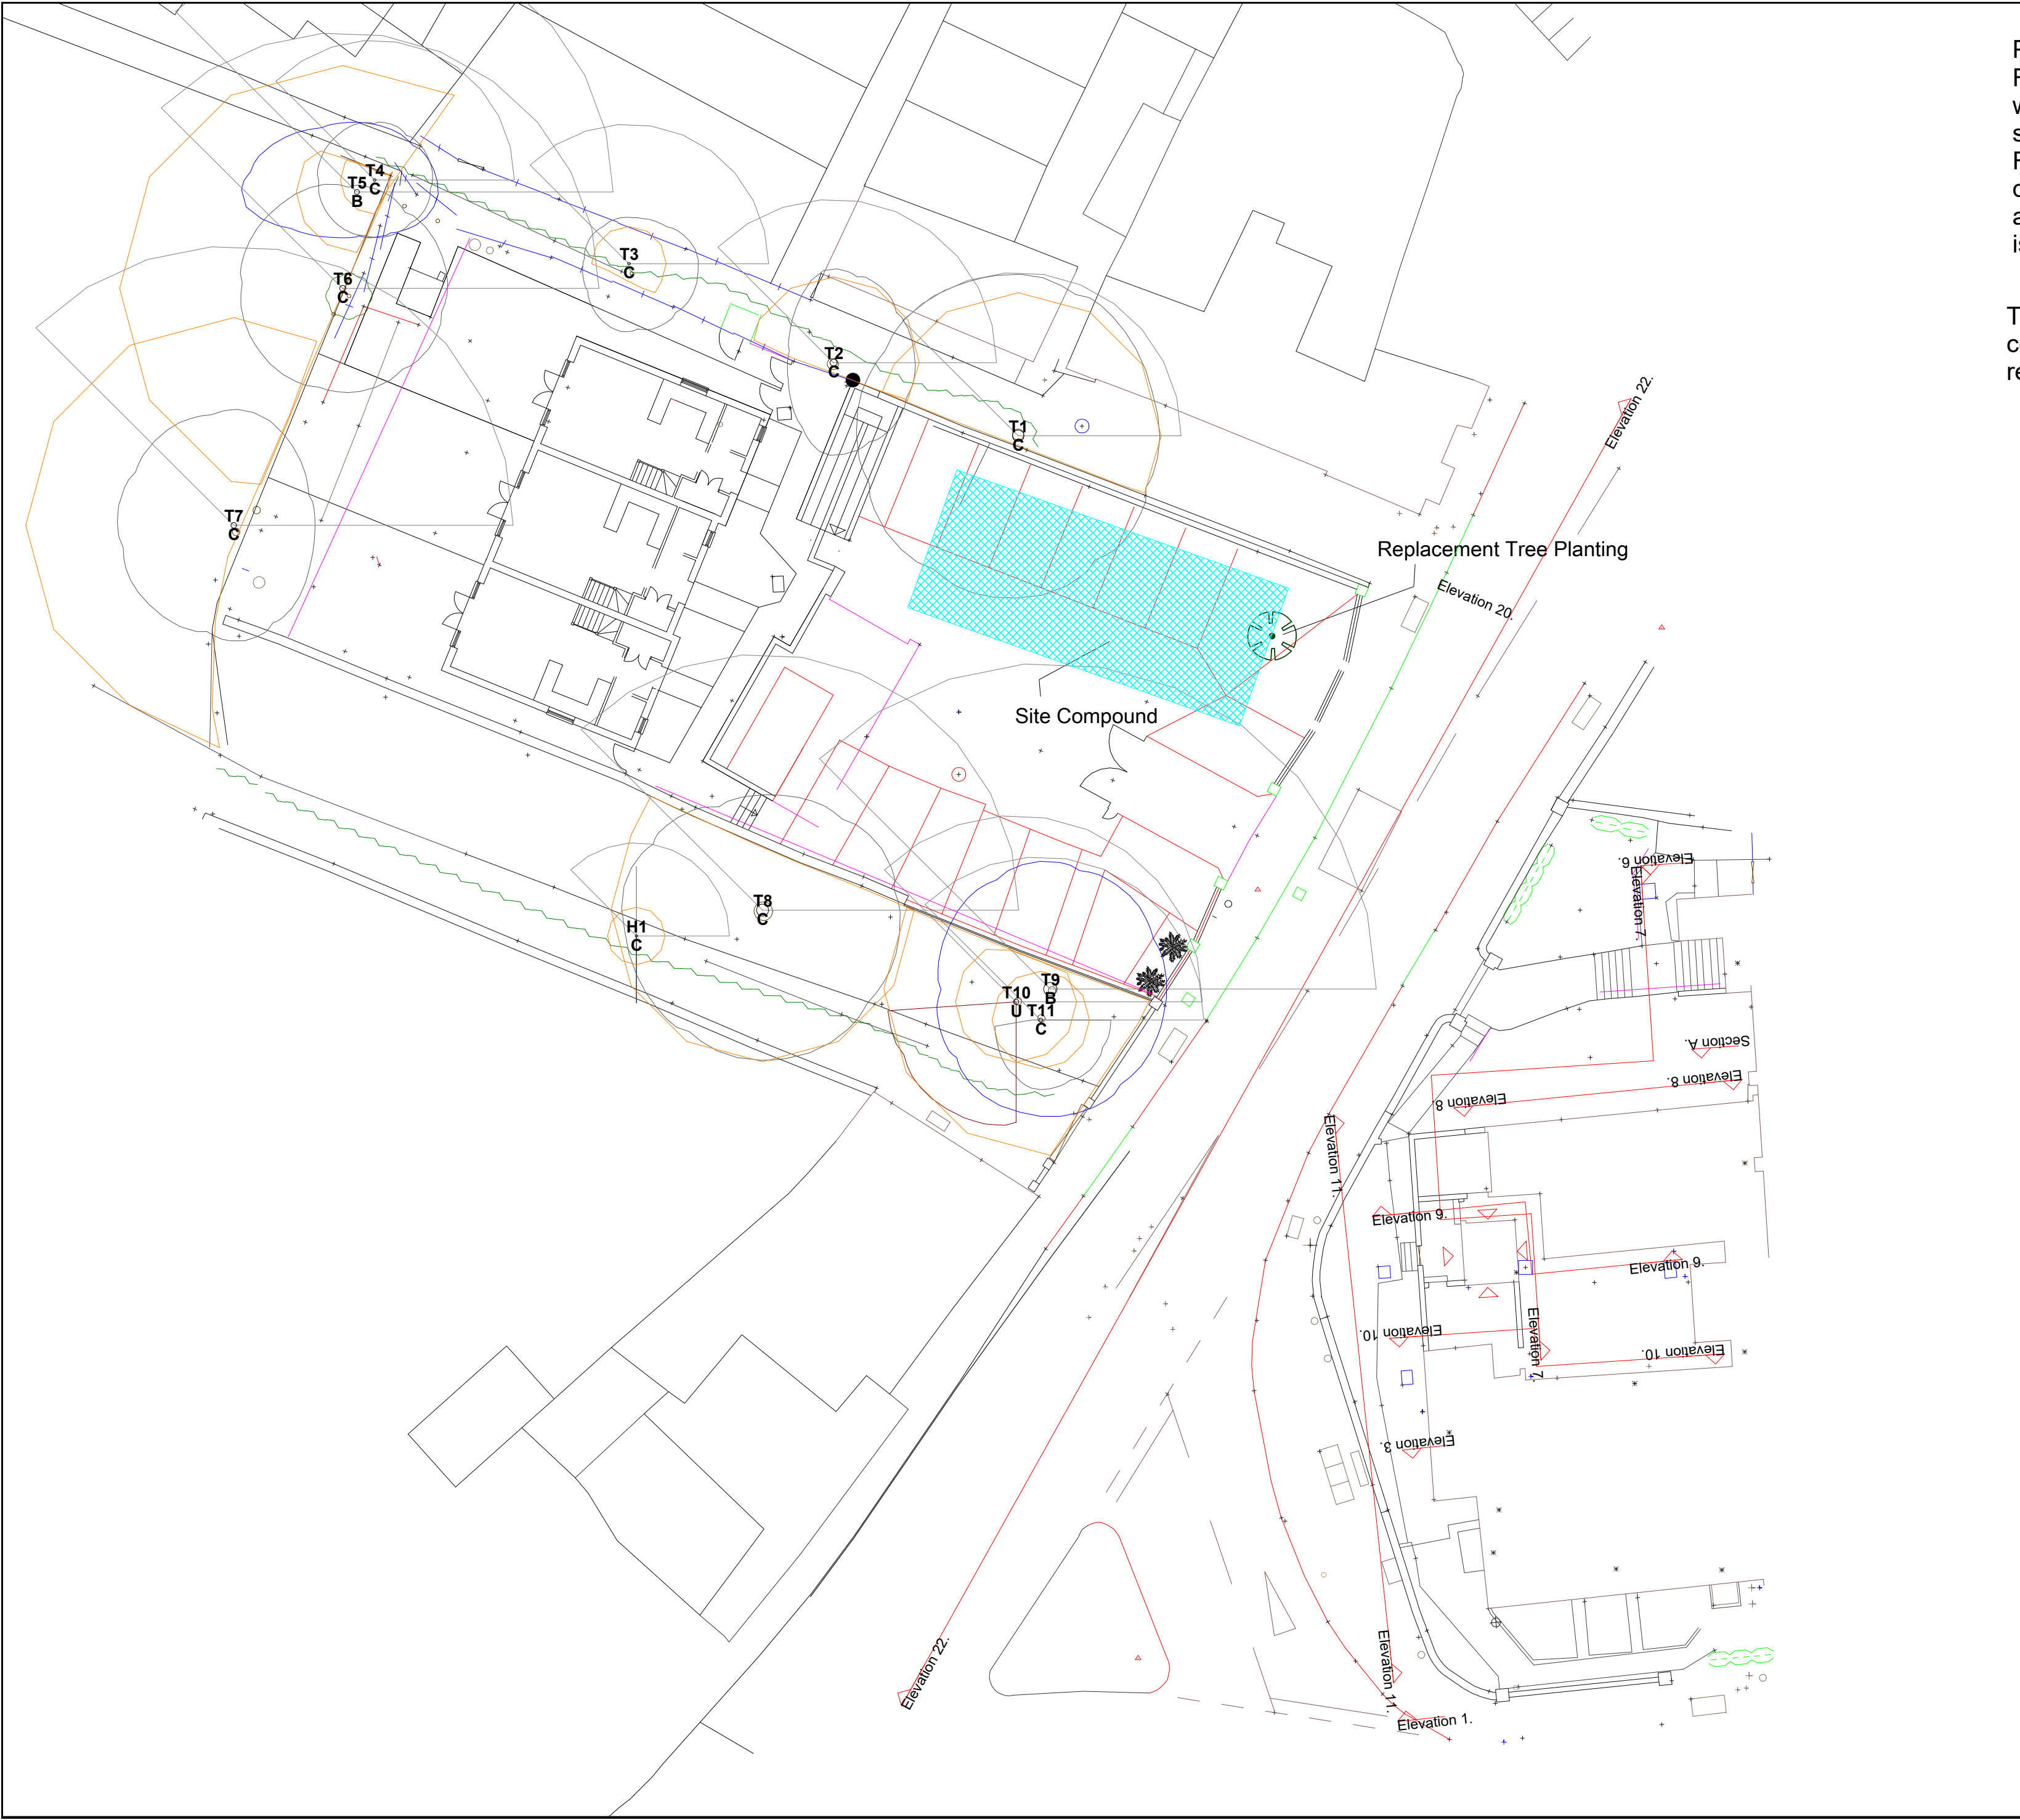 T4
C
T5
B
T3
C
T6
C
T2
C
T1
C
T7
C
Elevation 22.
Replacement Tree Planting
Elevation 20.
Site Compound
T8
C
H1
C
T9
B
T10
U
T11
C
Elevation 6.
Elevation 7.
Section A.
Elevation 8.
Elevation 8.
Elevation 11.
Elevation 9.
Elevation 9.
Elevation 10.
Elevation 7.
Elevation 10.
Elevation 3.
Elevation 22.
Elevation 11.
Elevation 1.